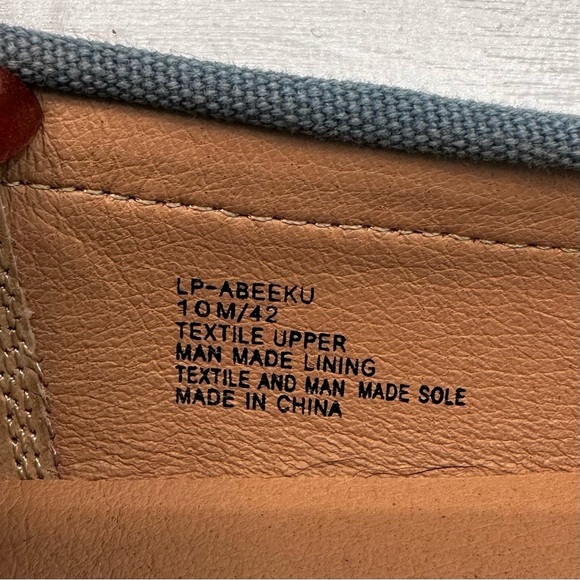 LP-ABEEKU
10M/42
TEXTILE UPPER
MAN MADE LINING
TEXTILE AND MAN MADE SOLE
MADE IN CHINA